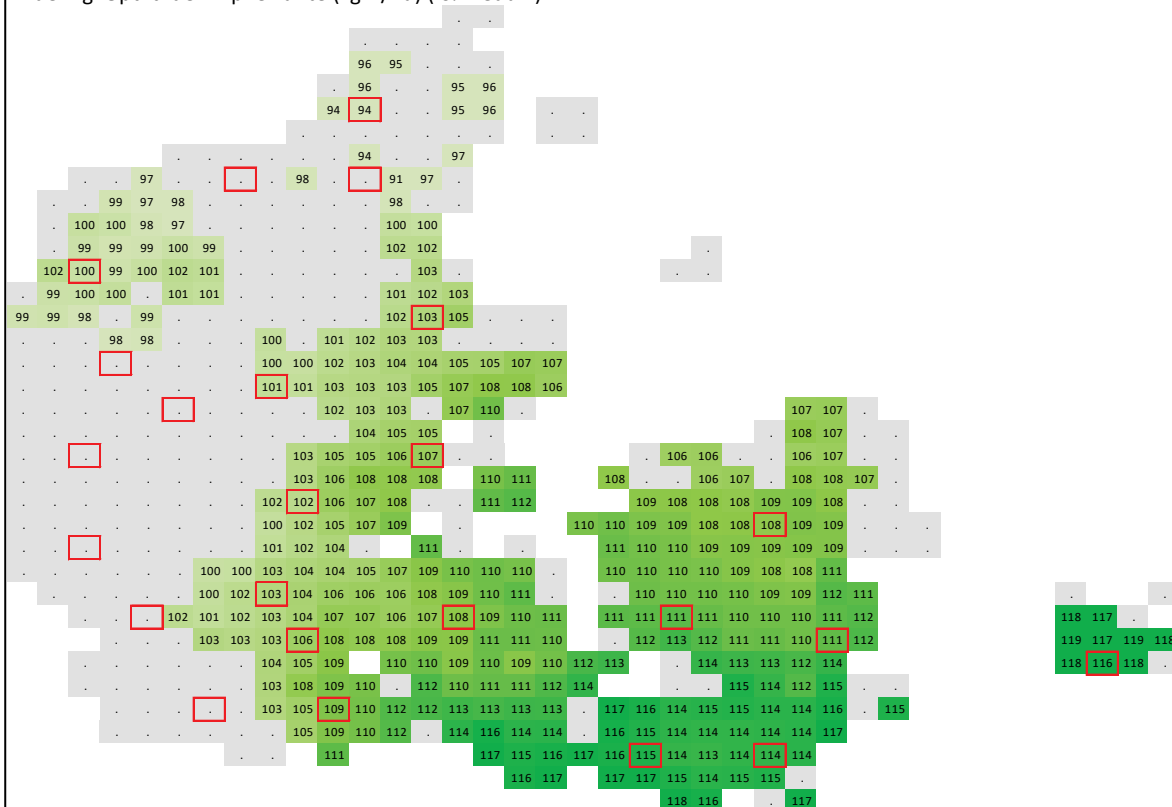 . .
. . . .
96 95 . . .
. 96 . . 95 96
94 94 . . 95 96 . .
. . . . . . . . .
. . . . . . 94 . . 97
. . 97 . . . . 98 . . 91 97 .
. . 99 97 98 . . . . . . 98 . .
. 100 100 98 97 . . . . . . 100 100
. 99 99 99 100 99 . . . . . 102 102 .
102 100 99 100 102 101 . . . . . . 103 . . .
. 99 100 100 . 101 101 . . . . . 101 102 103
99 99 98 . 99 . . . . . . . 102 103 105 . . .
. . . 98 98 . . . 100 . 101 102 103 103 . . . .
. . . . . . . . 100 100 102 103 104 104 105 105 107 107
. . . . . . . . 101 101 103 103 103 105 107 108 108 106
. . . . . . . . . . 102 103 103 . 107 110 . 107 107 .
. . . . . . . . . . . 104 105 105 . . 108 107 . .
. . . . . . . . . 103 105 105 106 107 . . . 106 106 . . 106 107 . .
. . . . . . . . . 103 106 108 108 108 110 111 108 . . 106 107 . 108 108 107 .
. . . . . . . . 102 102 106 107 108 . . 111 112 109 108 108 108 109 109 108 . .
. . . . . . . . 100 102 105 107 109 . 110 110 109 109 108 108 108 109 109 . . .
. . . . . . . . 101 102 104 . 111 . . 111 110 110 109 109 109 109 109 . . .
. . . . . . 100 100 103 104 104 105 107 109 110 110 110 . 110 110 110 110 109 108 108 111
. . . . . . 100 102 103 104 106 106 106 108 109 110 111 . . 110 110 110 110 109 109 112 111 . .
. . . 102 101 102 103 104 107 107 106 107 108 109 110 111 111 111 111 111 110 110 110 111 112 118 117 .
. . . 103 103 103 106 108 108 108 109 109 111 111 110 . 112 113 112 111 111 110 111 112 119 117 119 118
. . . . . . 104 105 109 110 110 109 110 109 110 112 113 . 114 113 113 112 114 118 116 118 .
. . . . . . 103 108 109 110 . 112 110 111 111 112 114 . . 115 114 112 115 . .
. . . . . 103 105 109 110 112 112 113 113 113 113 . 117 116 114 115 115 114 114 116 . 115
. . . . . . 105 109 110 112 . 114 116 114 114 . 116 115 114 114 114 114 114 117
. . 111 117 115 116 117 116 115 114 113 114 114 114
116 117 117 117 115 114 115 115 .
118 116 . 117